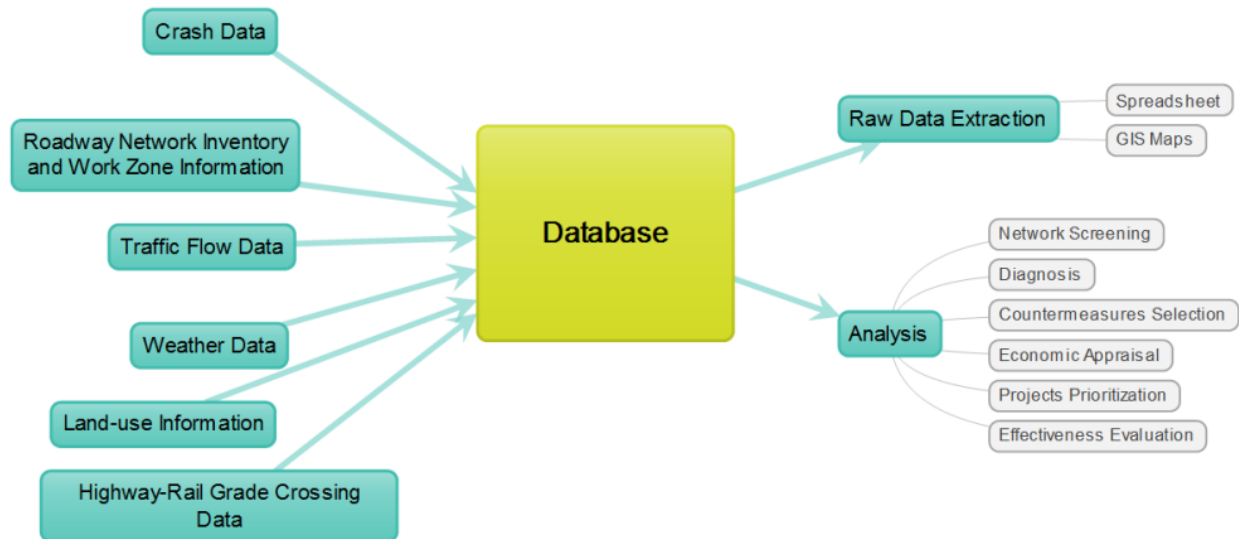 Crash Data
Roadway Network Inventory
and Work Zone Information
Traffic Flow Data
Weather Data
Land-use Information
Highway-Rail Grade Crossing
Data
Database
Raw Data Extraction
Spreadsheet
GIS Maps
Analysis
Network Screening
Diagnosis
Countermeasures Selection
Economic Appraisal
Projects Prioritization
Effectiveness Evaluation